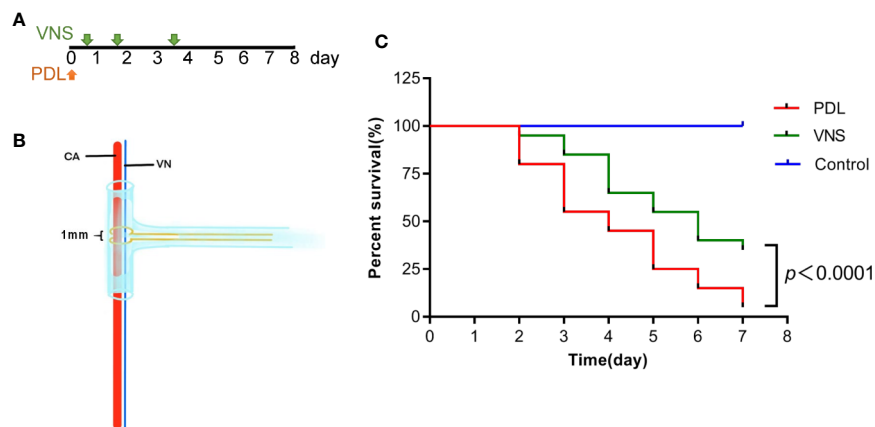 A
VNS
0 1 2 3 4 5 6 7 8 day
PDL
B
CA
VN
1mm
C
Percent survival(%)
125
100
75
50
25
0
0 1 2 3 4 5 6 7 8
Time(day)
PDL
VNS
Control
p<0.0001